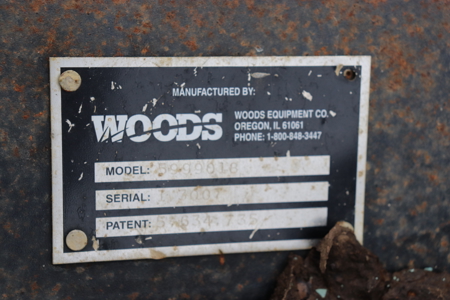 MANUFACTURED BY:
WOODS
WOODS EQUIPMENT CO.
OREGON, IL 61061
PHONE: 1-800-848-3447
MODEL:
SERIAL:
PATENT: